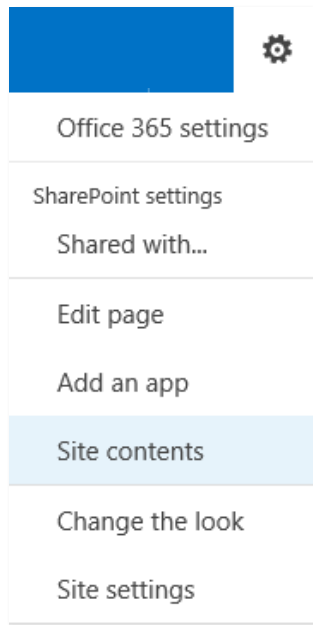 Office 365 settings
SharePoint settings
Shared with...
Edit page
Add an app
Site contents
Change the look
Site settings